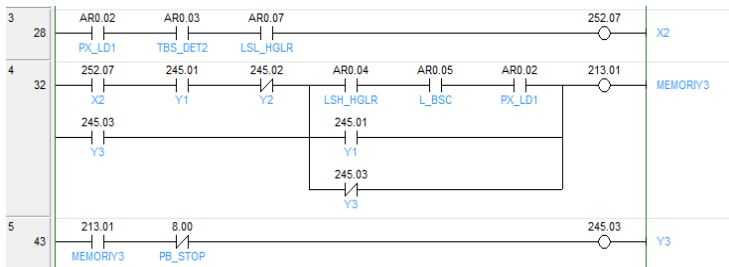 3 AR0.02 AR0.03 AR0.07 252.07
28 X2
PX_LD1 TBS_DET2 LSL_HGLR
4 252.07 245.01 245.02 AR0.04 AR0.05 AR0.02 213.01
32 MEMORIY3
X2 Y1 Y2 LSH_HGLR L_BSC PX_LD1
245.03 245.01
Y3 Y1
245.03
Y3
5 213.01 8.00 245.03
43 Y3
MEMORIY3 PB_STOP